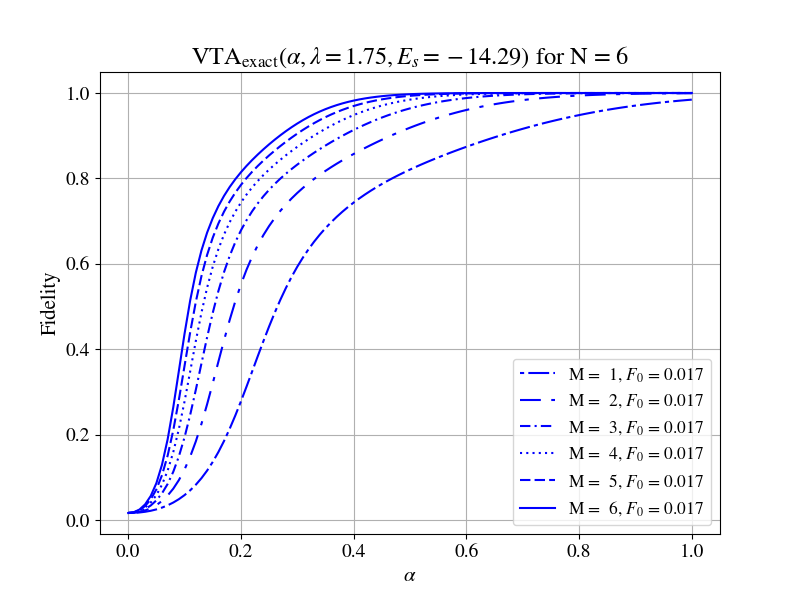 VTA_exact(α, λ = 1.75, E_s = −14.29) for N = 6
Fidelity
1.0
0.8
0.6
0.4
0.2
0.0
M = 1, F_0 = 0.017
M = 2, F_0 = 0.017
M = 3, F_0 = 0.017
M = 4, F_0 = 0.017
M = 5, F_0 = 0.017
M = 6, F_0 = 0.017
0.0 0.2 0.4 0.6 0.8 1.0
α